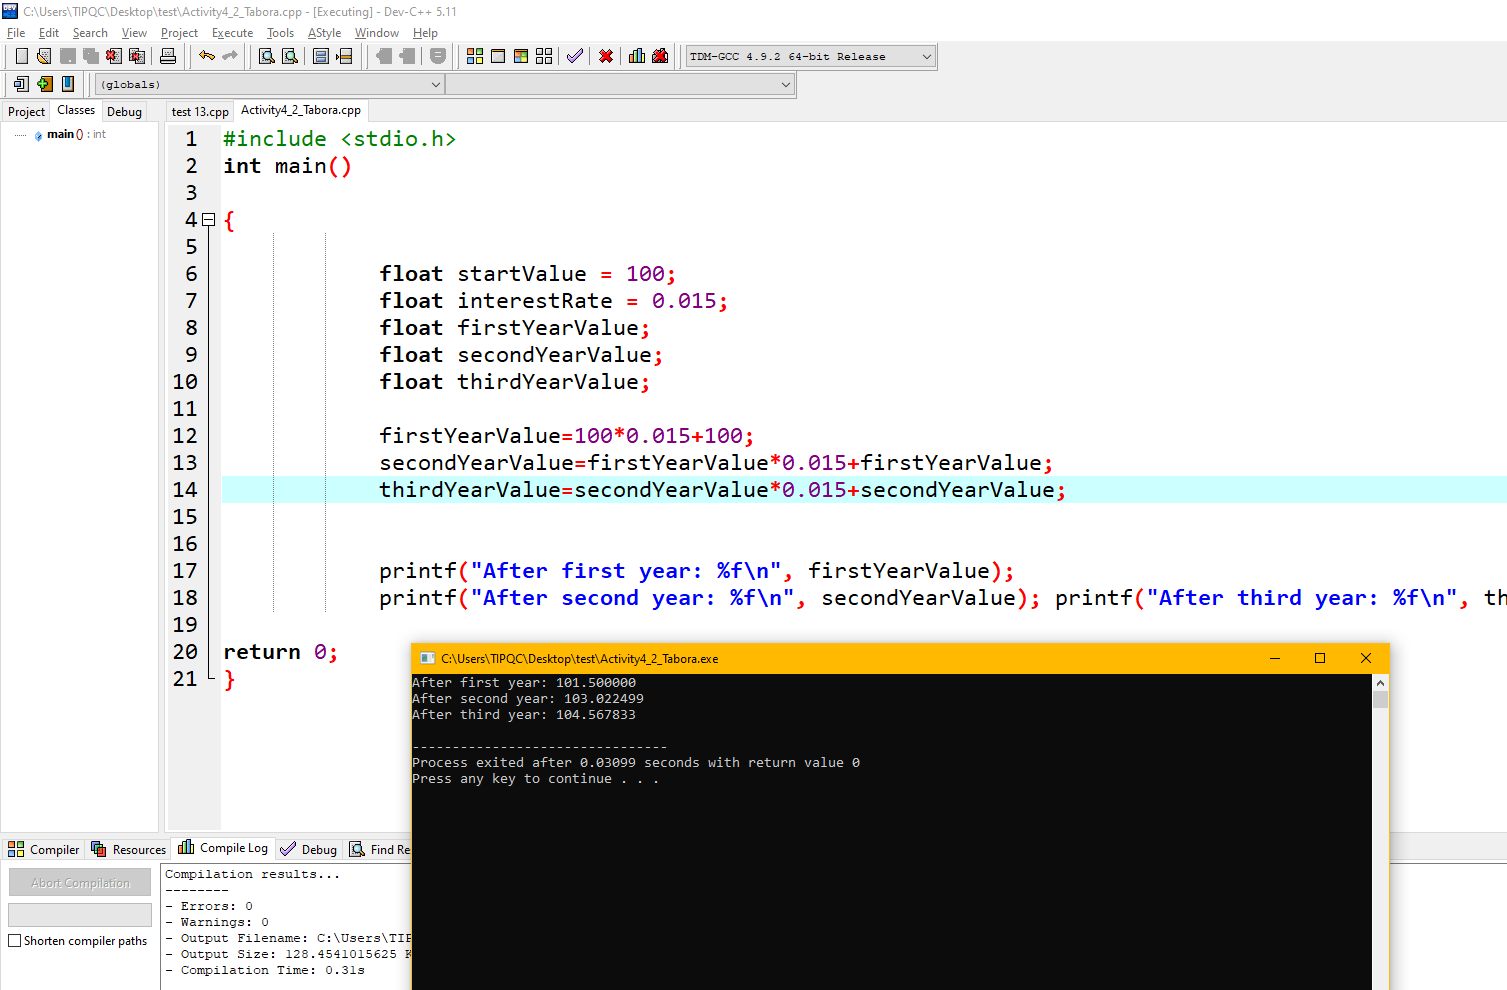 C:\Users\TIPQC\Desktop\test\Activity4_2_Tabora.cpp - [Executing] - Dev-C++ 5.11
File Edit Search View Project Execute Tools AStyle Window Help
TDM-GCC 4.9.2 64-bit Release
(globals)
Project Classes Debug test 13.cpp Activity4_2_Tabora.cpp
main () : int
1 #include <stdio.h>
2 int main()
3
4 {
5
6 float startValue = 100;
7 float interestRate = 0.015;
8 float firstYearValue;
9 float secondYearValue;
10 float thirdYearValue;
11
12 firstYearValue=100*0.015+100;
13 secondYearValue=firstYearValue*0.015+firstYearValue;
14 thirdYearValue=secondYearValue*0.015+secondYearValue;
15
16
17 printf("After first year: %f\n", firstYearValue);
18 printf("After second year: %f\n", secondYearValue); printf("After third year: %f\n", th
19
20 return 0;
21 }
C:\Users\TIPQC\Desktop\test\Activity4_2_Tabora.exe
After first year: 101.500000
After second year: 103.022499
After third year: 104.567833
--------------------------------
Process exited after 0.03099 seconds with return value 0
Press any key to continue . . .
Compiler Resources Compile Log Debug Find Re
Abort Compilation
Shorten compiler paths
Compilation results...
--------
- Errors: 0
- Warnings: 0
- Output Filename: C:\Users\TIP
- Output Size: 128.4541015625 K
- Compilation Time: 0.31s